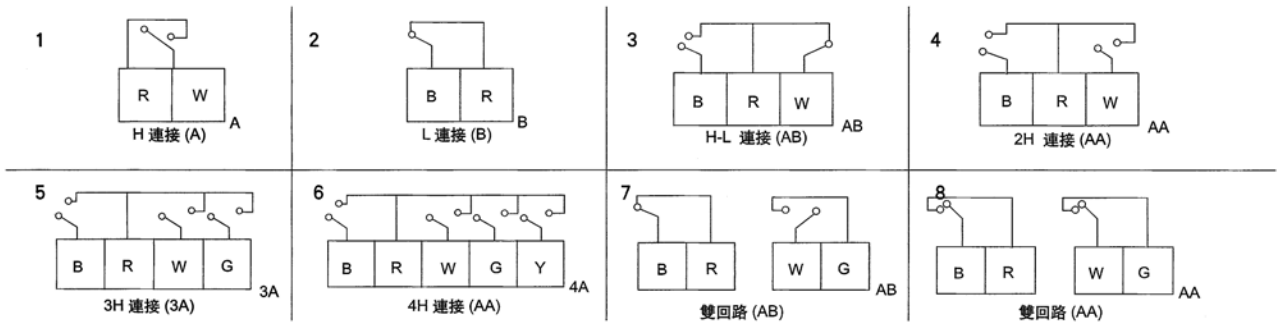 1
R W
A
H 連接 (A)
2
B R
B
L 連接 (B)
3
B R W
AB
H-L 連接 (AB)
4
B R W
AA
2H 連接 (AA)
5
B R W G
3A
3H 連接 (3A)
6
B R W G Y
4A
4H 連接 (AA)
7
B R W G
AB
雙回路 (AB)
8
B R W G
AA
雙回路 (AA)